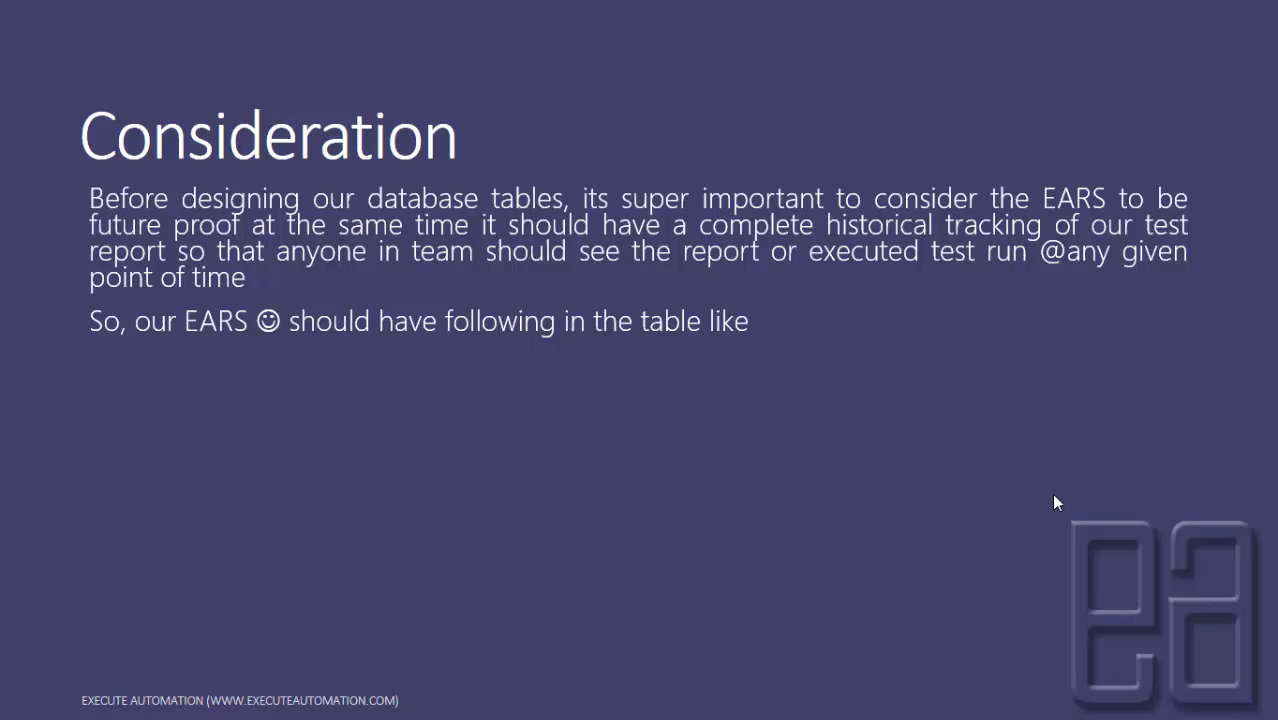 Consideration
Before designing our database tables, its super important to consider the EARS to be
future proof at the same time it should have a complete historical tracking of our test
report so that anyone in team should see the report or executed test run @any given
point of time
So, our EARS ☺ should have following in the table like
ea
EXECUTE AUTOMATION (WWW.EXECUTEAUTOMATION.COM)